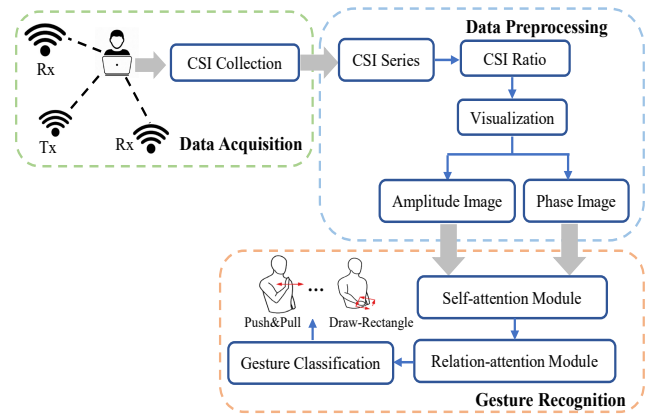 Data Preprocessing
Rx
CSI Collection
CSI Series
CSI Ratio
Tx
Rx
Data Acquisition
Visualization
Amplitude Image
Phase Image
Self-attention Module
...
Push&Pull
Draw-Rectangle
Gesture Classification
Relation-attention Module
Gesture Recognition